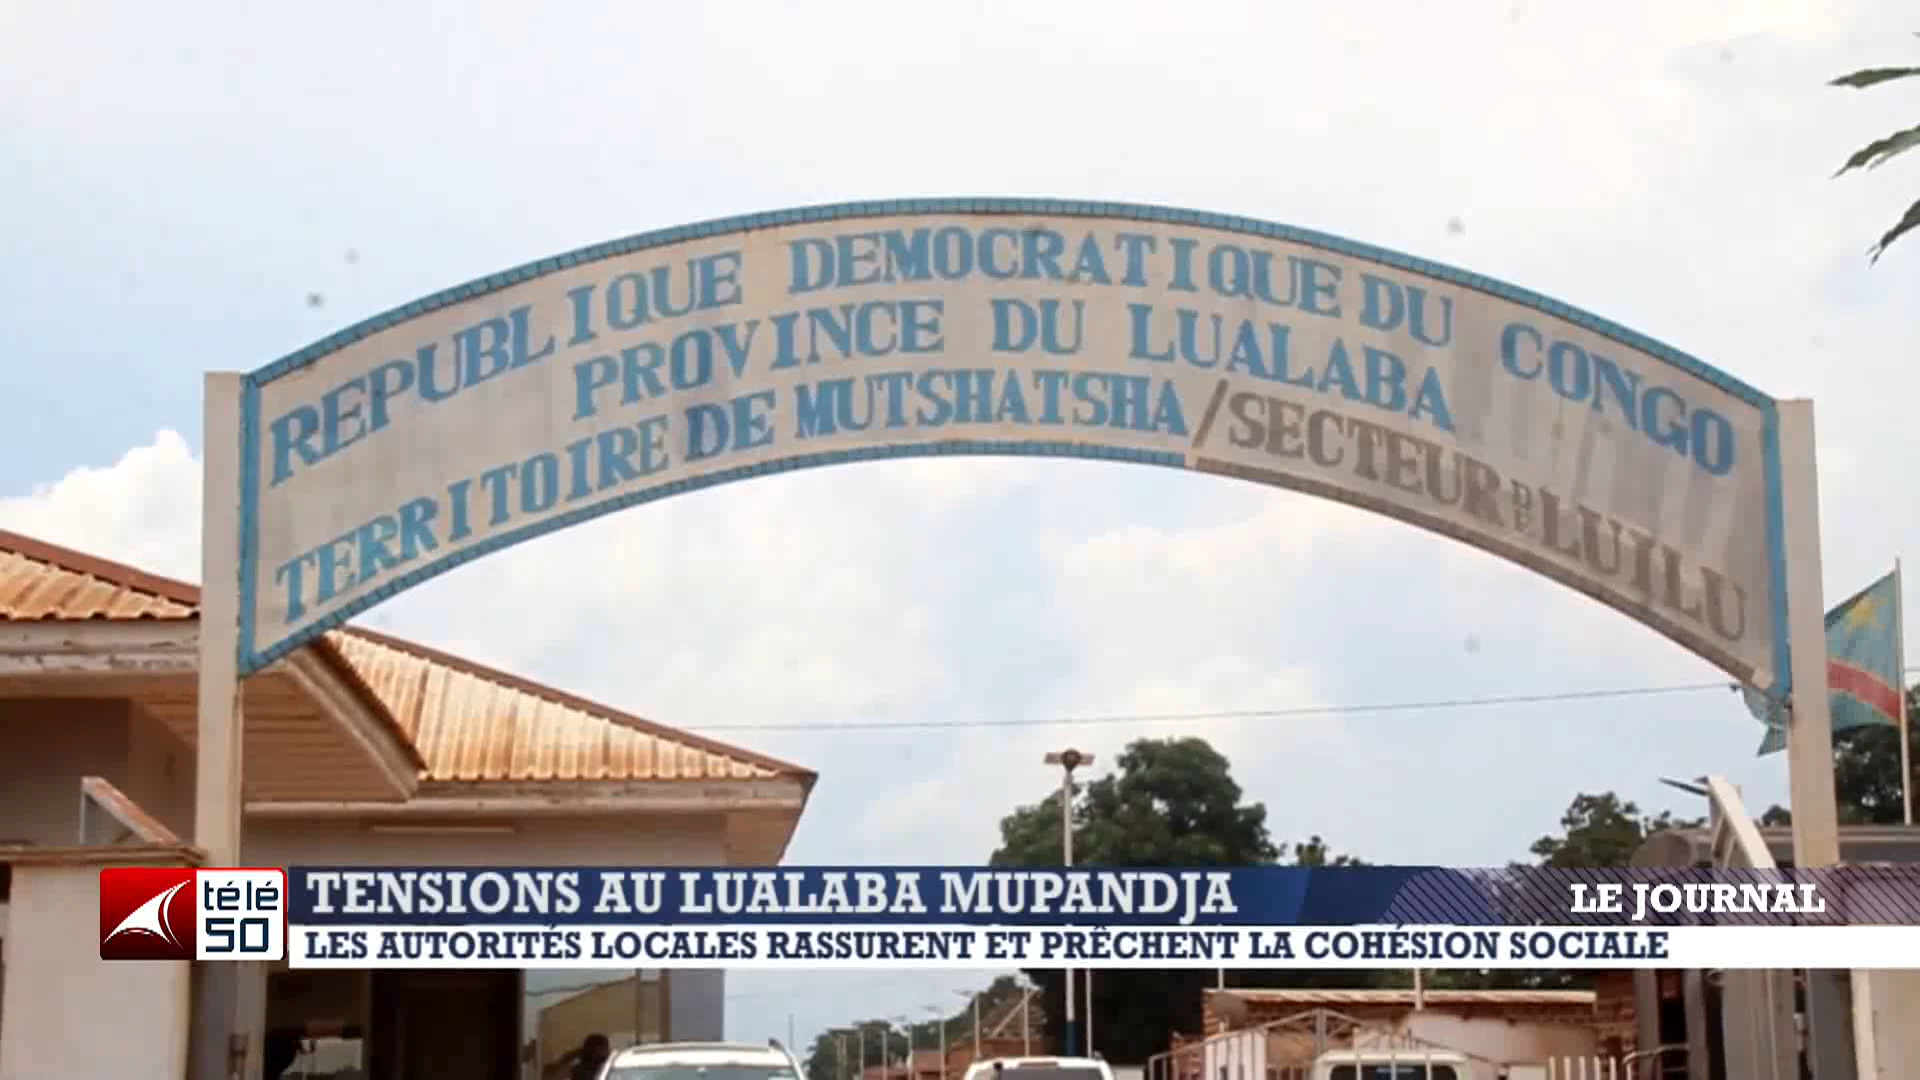 REPUBLIQUE DEMOCRATIQUE DU CONGO
PROVINCE DU LUALABA
TERRITOIRE DE MUTSHATSHA / SECTEUR DE LUILU
télé 50
TENSIONS AU LUALABA MUPANDJA
LE JOURNAL
LES AUTORITÉS LOCALES RASSURENT ET PRÊCHENT LA COHÉSION SOCIALE